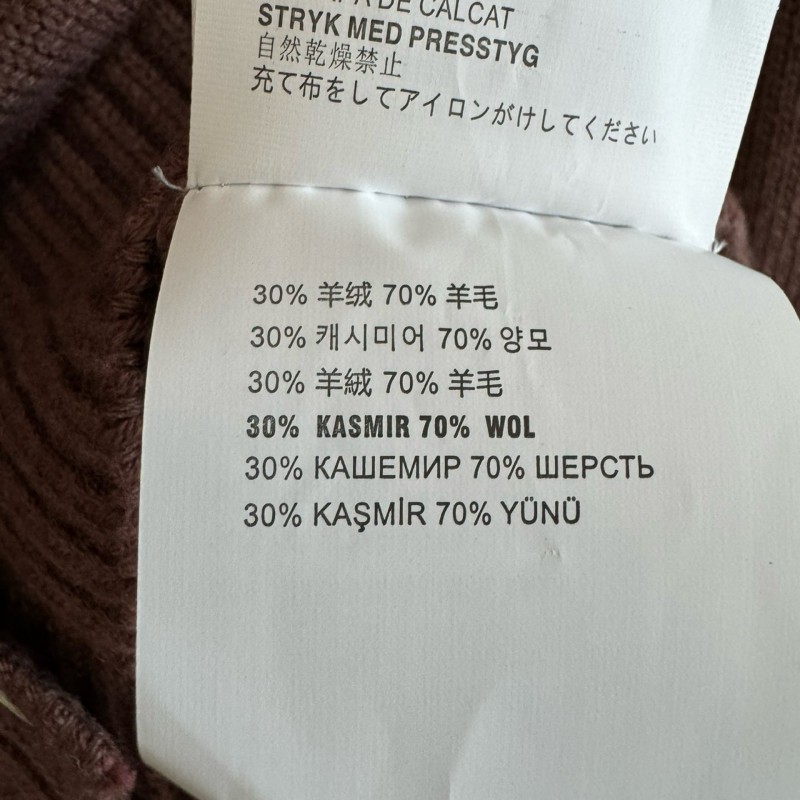 DE CALCAT
STRYK MED PRESSTYG
自然乾燥禁止
充て布をしてアイロンがけしてください
30% 羊绒 70% 羊毛
30% 캐시미어 70% 양모
30% 羊絨 70% 羊毛
30% KASMIR 70% WOL
30% КАШЕМИР 70% ШЕРСТЬ
30% KAŞMİR 70% YÜNÜ